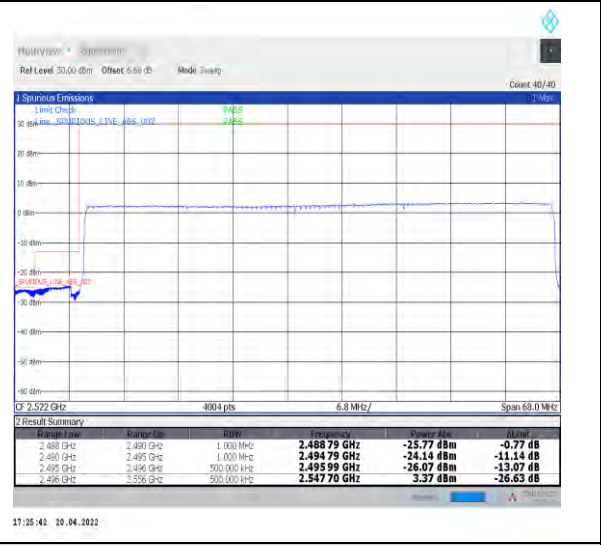 MultiView Spectrum
Ref Level 30.00 dBm Offset 6.68 dB Mode Sweep
Count 40/40
1 Spurious Emissions
Limit Check PASS
30 dBm Line _SPURIOUS_LINE_ABS_002 PASS
20 dBm
10 dBm
0 dBm
-10 dBm
-20 dBm
_SPURIOUS_LINE_ABS_002
-30 dBm
-40 dBm
-50 dBm
-60 dBm
CF 2.522 GHz 4004 pts 6.8 MHz/ Span 68.0 MHz
2 Result Summary
Range Low Range Up RBW Frequency Power Abs ΔLimit
2.488 GHz 2.490 GHz 1.000 MHz 2.488 79 GHz -25.77 dBm -0.77 dB
2.490 GHz 2.495 GHz 1.000 MHz 2.494 79 GHz -24.14 dBm -11.14 dB
2.495 GHz 2.496 GHz 500.000 kHz 2.495 99 GHz -26.07 dBm -13.07 dB
2.496 GHz 2.556 GHz 500.000 kHz 2.547 70 GHz 3.37 dBm -26.63 dB
17:25:42 20.04.2022